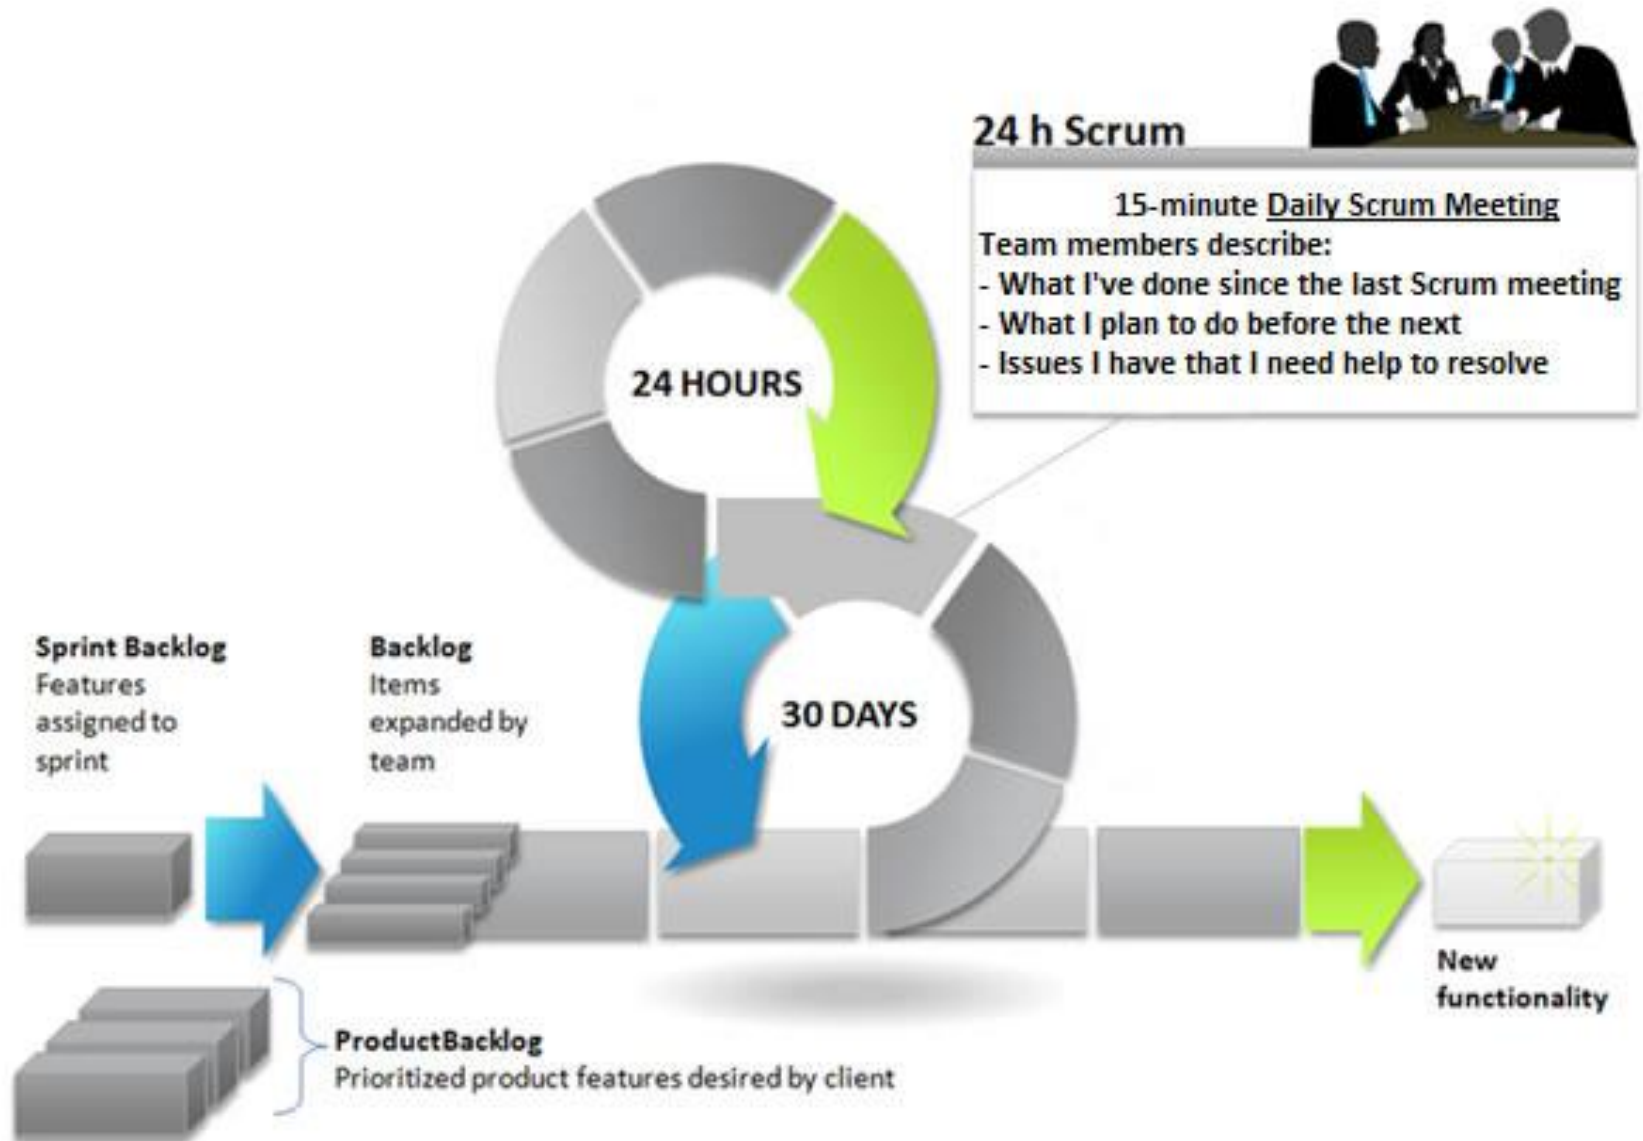 24 h Scrum
15-minute Daily Scrum Meeting
Team members describe:
- What I've done since the last Scrum meeting
- What I plan to do before the next
- Issues I have that I need help to resolve
24 HOURS
30 DAYS
Sprint Backlog
Features
assigned to
sprint
Backlog
Items
expanded by
team
New
functionality
ProductBacklog
Prioritized product features desired by client